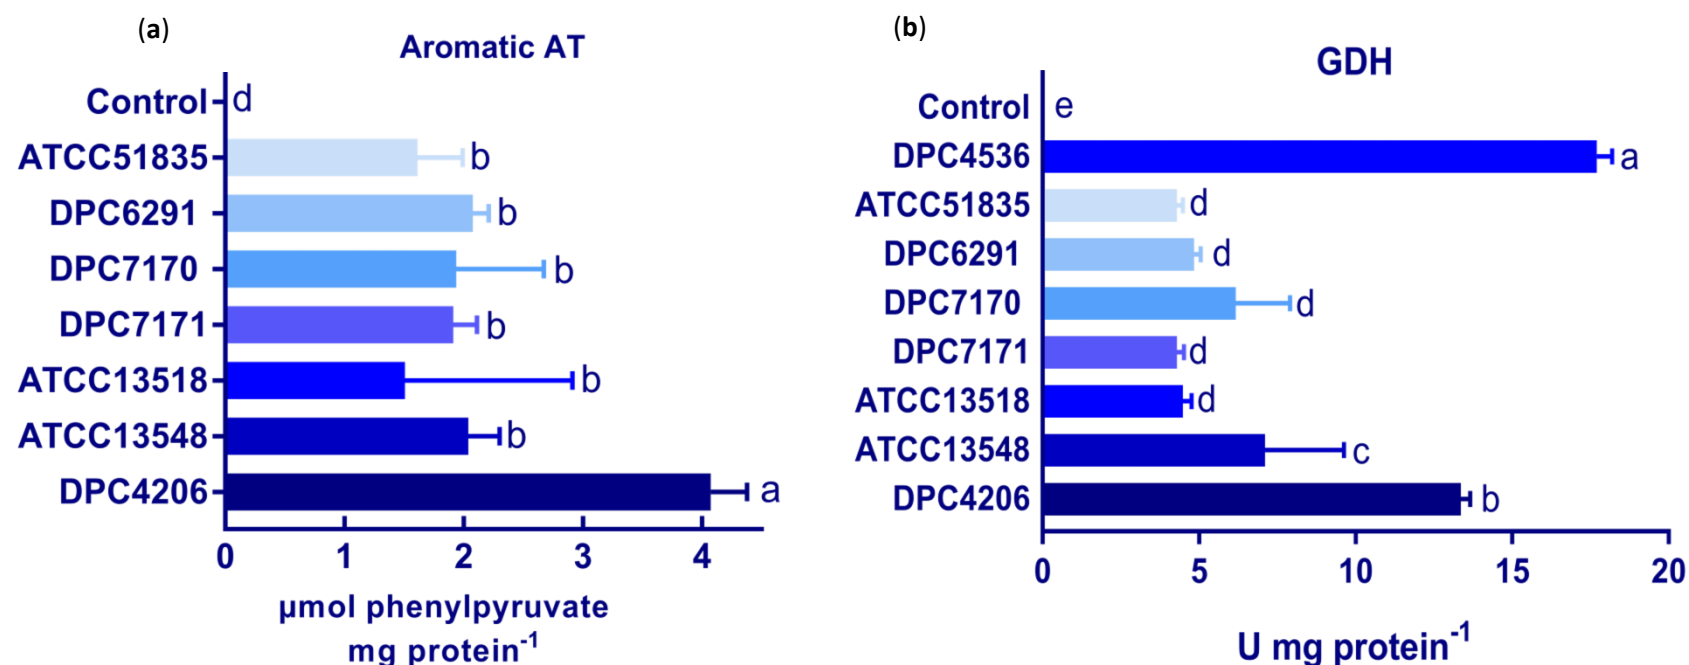 (a)
Aromatic AT
Control d
ATCC51835 b
DPC6291 b
DPC7170 b
DPC7171 b
ATCC13518 b
ATCC13548 b
DPC4206 a
0 1 2 3 4
µmol phenylpyruvate
mg protein⁻¹
(b)
GDH
Control e
DPC4536 a
ATCC51835 d
DPC6291 d
DPC7170 d
DPC7171 d
ATCC13518 d
ATCC13548 c
DPC4206 b
0 5 10 15 20
U mg protein⁻¹